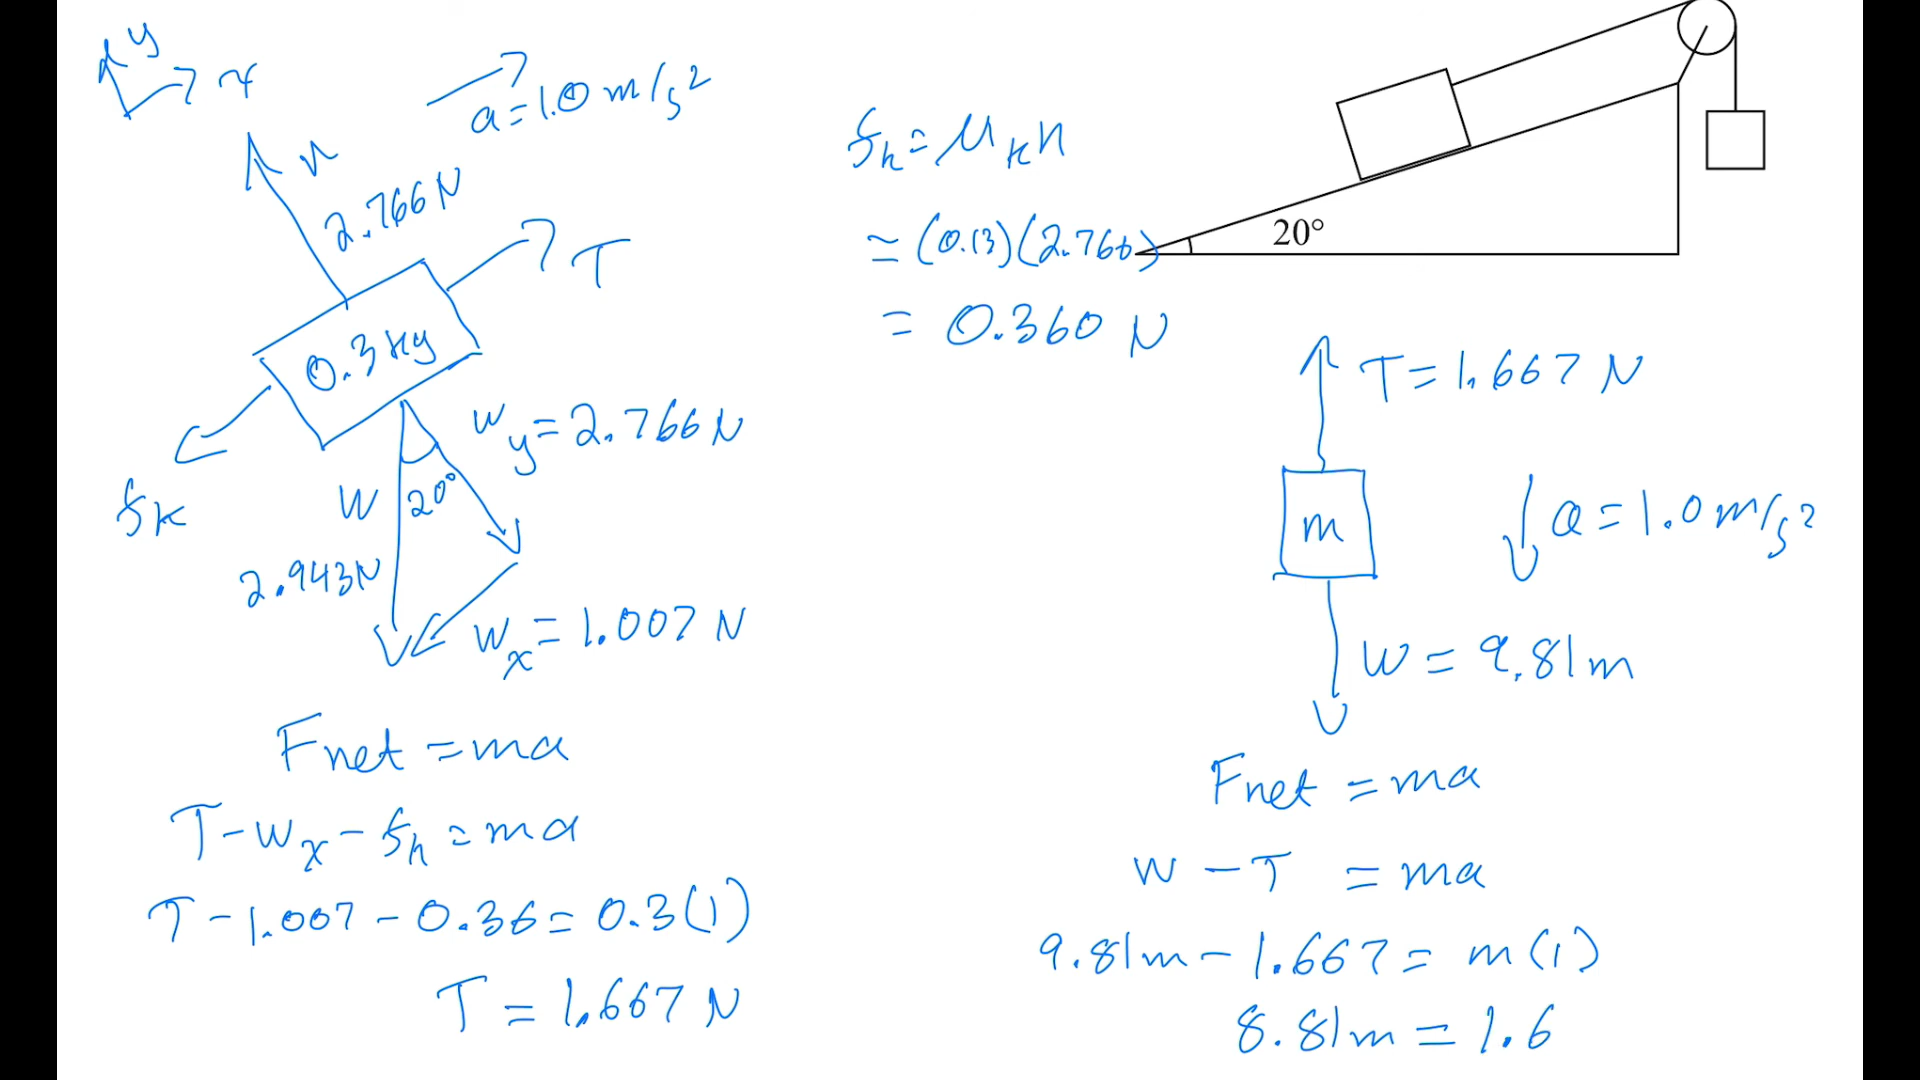 y
x
a = 1.0 m/s²
n
2.766 N
T
0.3 kg
fk
W
20°
2.943N
wy = 2.766 N
wx = 1.007 N
Fnet = ma
T - wx - fk = ma
T - 1.007 - 0.36 = 0.3(1)
T = 1.667 N
fk = μk n
= (0.13)(2.766)
= 0.360 N
20°
T = 1.667 N
m
a = 1.0 m/s²
W = 9.81m
Fnet = ma
W - T = ma
9.81m - 1.667 = m(1)
8.81m = 1.6